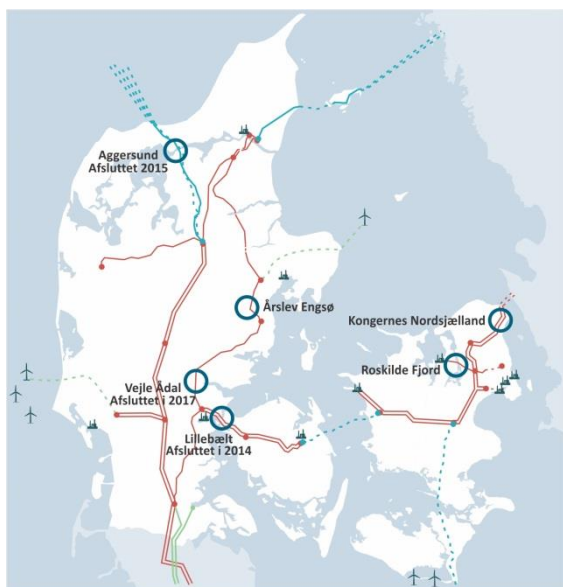 Aggersund
Afsluttet 2015
Årslev Engsø
Kongernes Nordsjælland
Roskilde Fjord
Vejle Ådal
Afsluttet i 2017
Lillebælt
Afsluttet i 2014